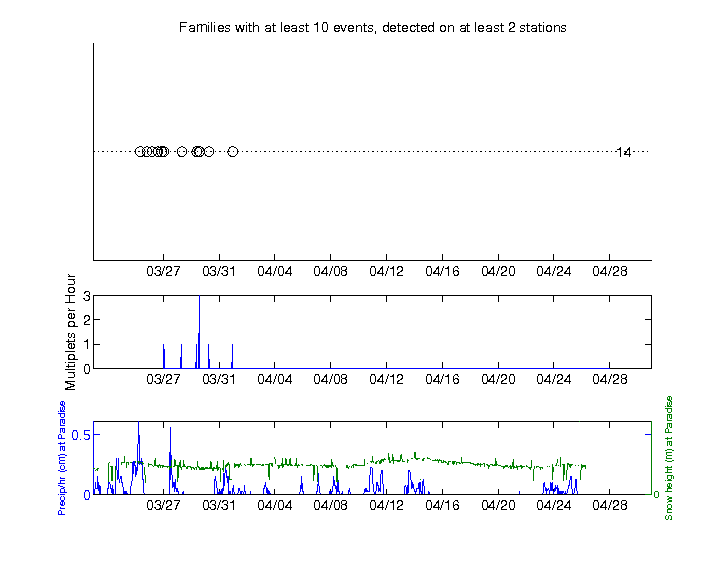 Families with at least 10 events, detected on at least 2 stations
14
03/27 03/31 04/04 04/08 04/12 04/16 04/20 04/24 04/28
Multiplets per Hour
3
2
1
0
03/27 03/31 04/04 04/08 04/12 04/16 04/20 04/24 04/28
Precip/hr (cm) at Paradise
0.5
0
0
Snow height (m) at Paradise
03/27 03/31 04/04 04/08 04/12 04/16 04/20 04/24 04/28